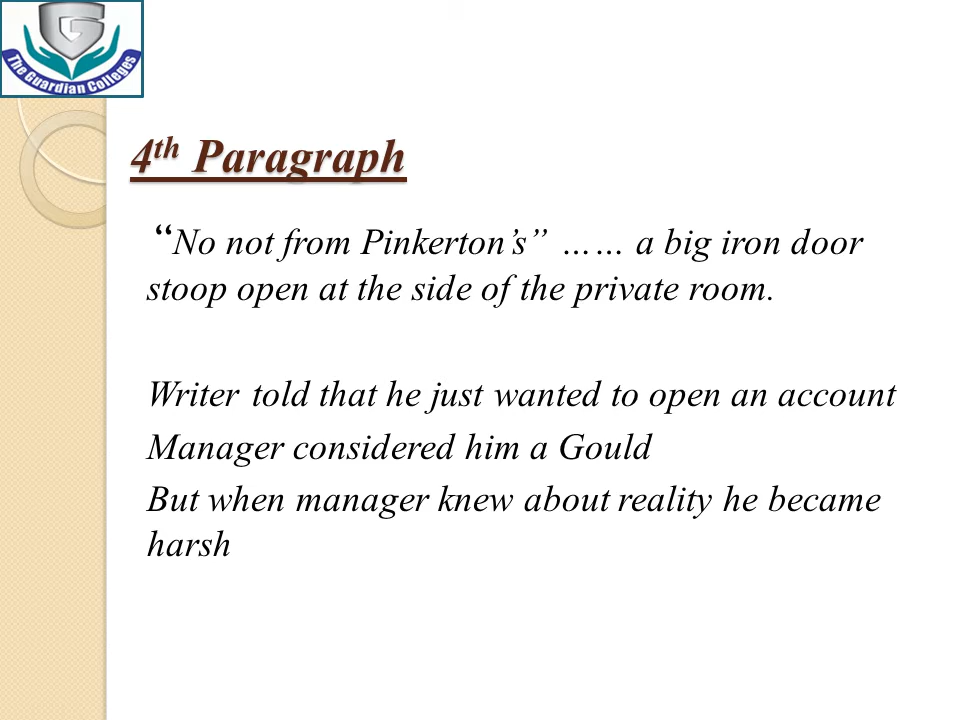 G
The Guardian Colleges
4th Paragraph
“No not from Pinkerton’s” …… a big iron door
stoop open at the side of the private room.
Writer told that he just wanted to open an account
Manager considered him a Gould
But when manager knew about reality he became
harsh